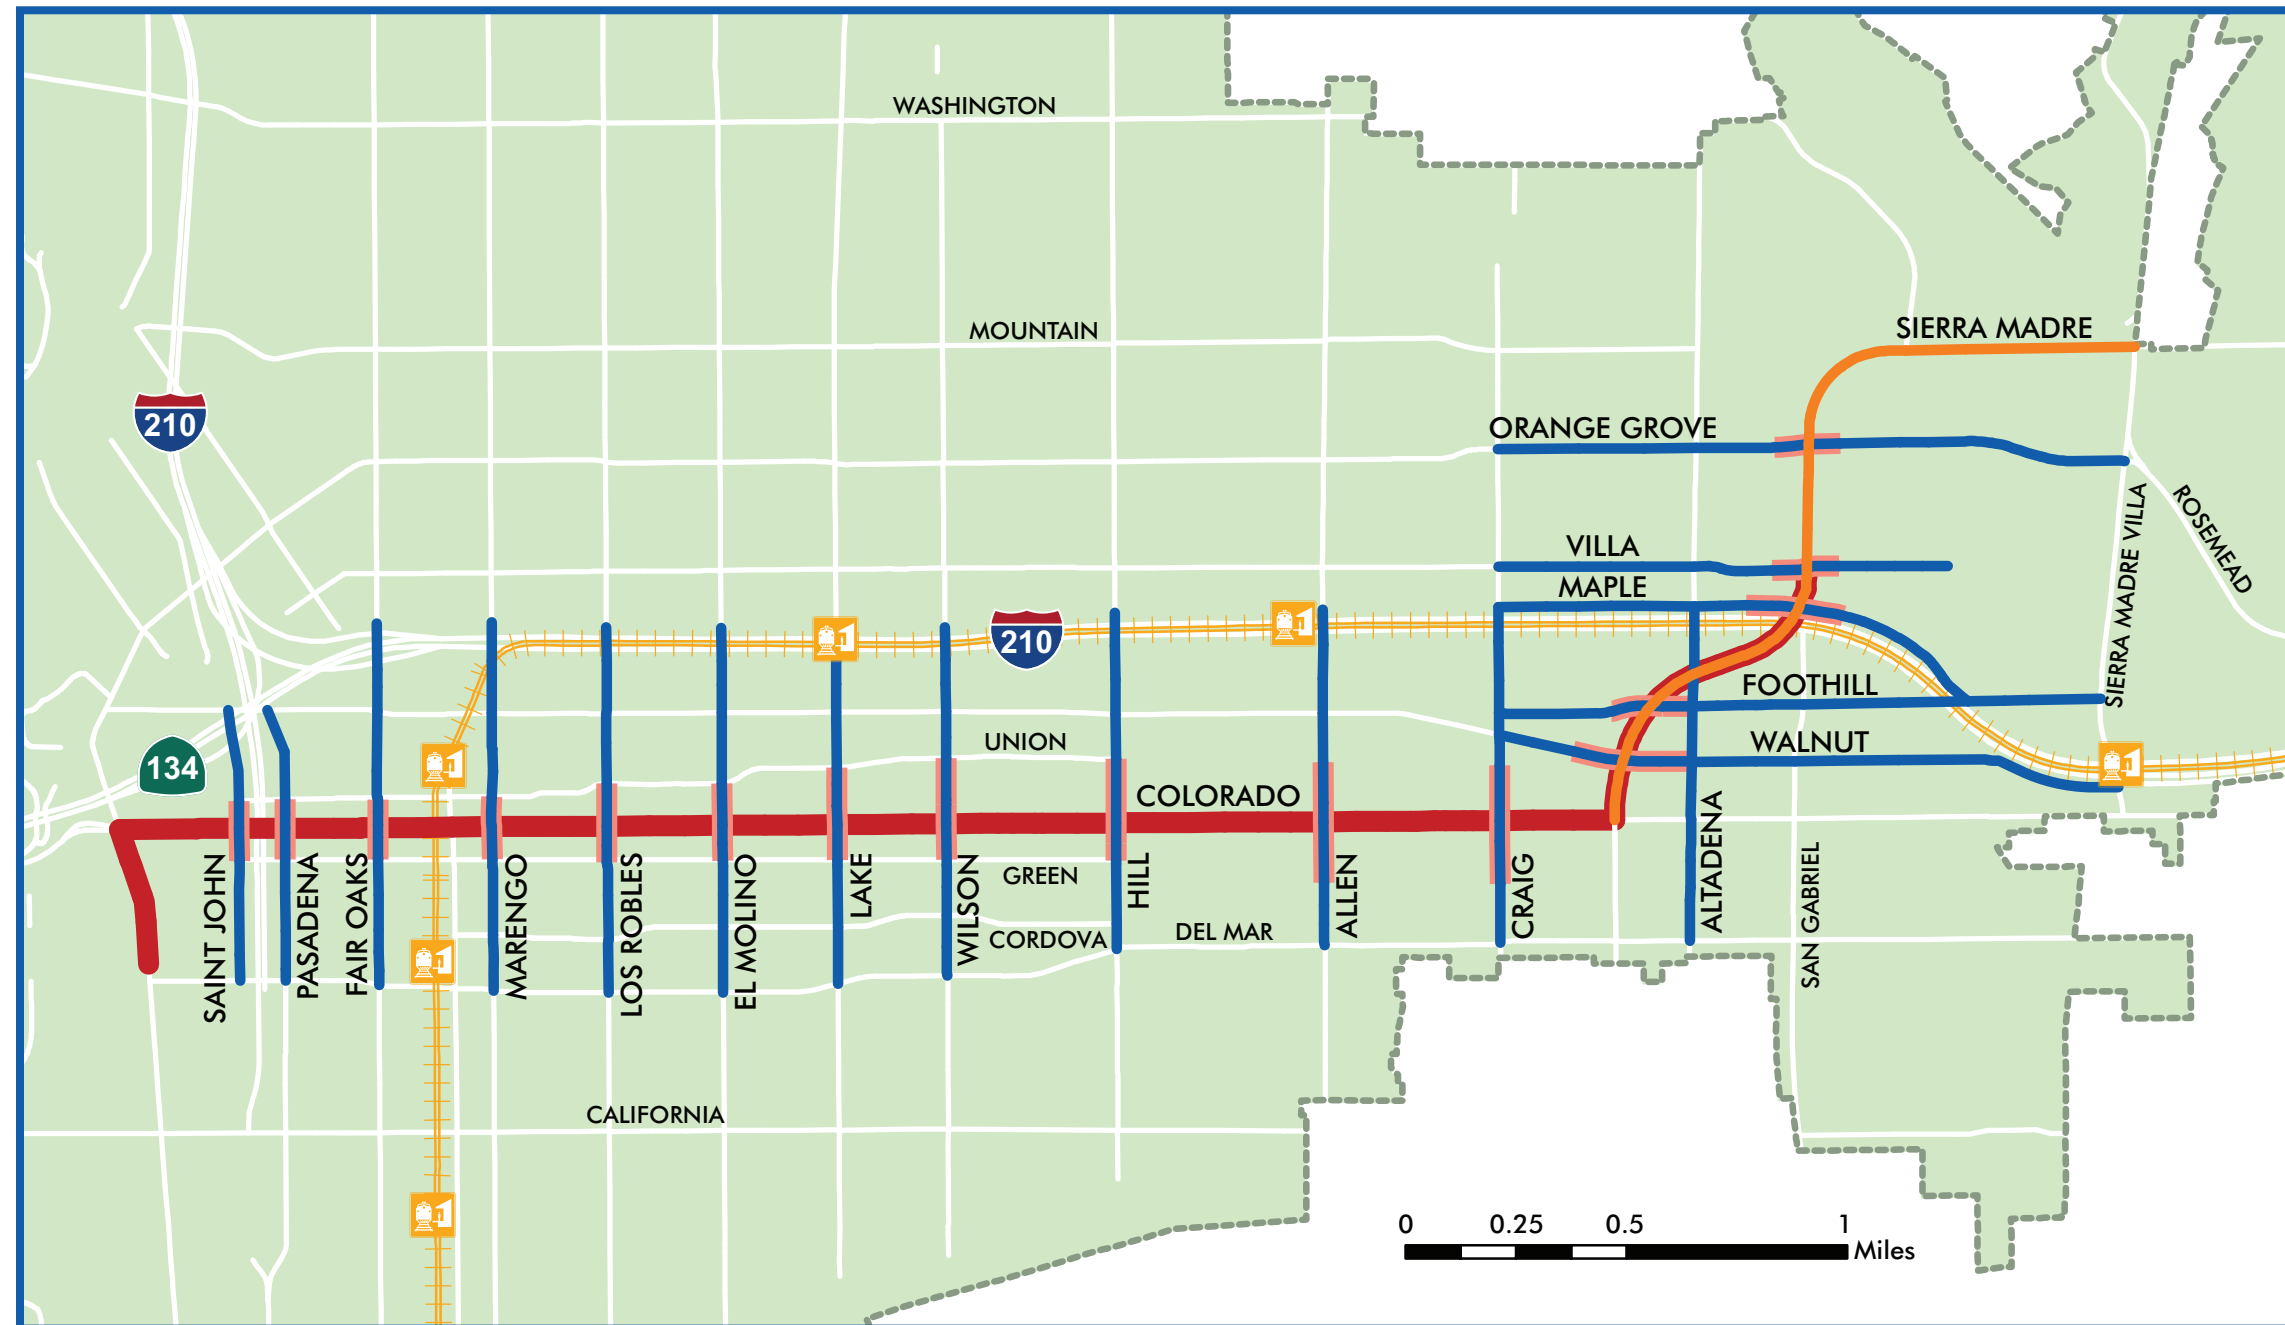 WASHINGTON
MOUNTAIN
SIERRA MADRE
210
ORANGE GROVE
SIERRA MADRE VILLA
ROSEMEAD
VILLA
MAPLE
210
FOOTHILL
UNION
WALNUT
134
COLORADO
SAINT JOHN
PASADENA
FAIR OAKS
MARENGO
LOS ROBLES
EL MOLINO
LAKE
WILSON
GREEN
HILL
ALLEN
CRAIG
ALTADENA
SAN GABRIEL
CORDOVA
DEL MAR
CALIFORNIA
0 0.25 0.5 1
Miles